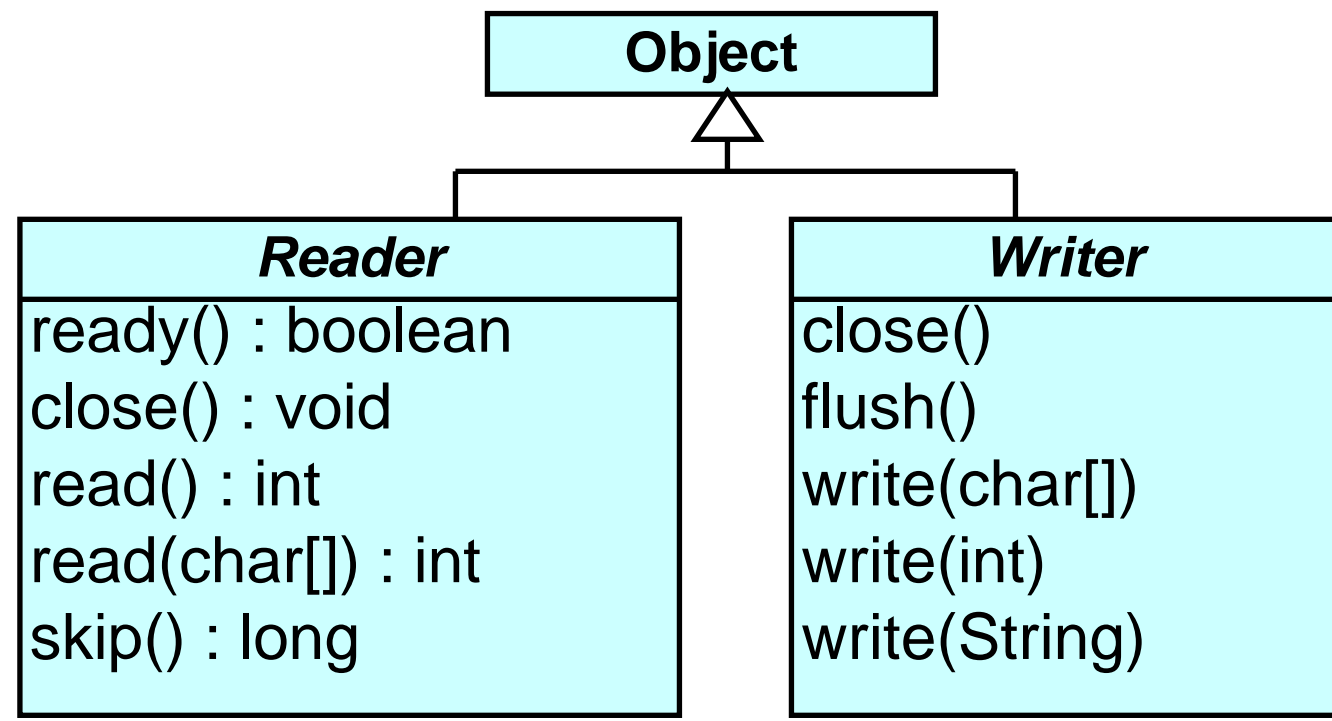 Object
Reader
ready() : boolean
close() : void
read() : int
read(char[]) : int
skip() : long
Writer
close()
flush()
write(char[])
write(int)
write(String)